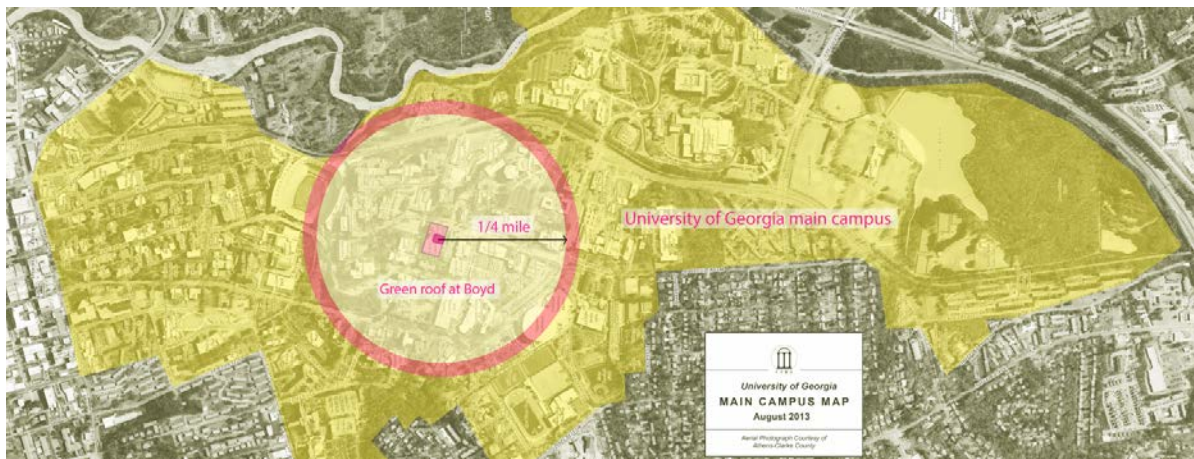 1/4 mile
University of Georgia main campus
Green roof at Boyd
University of Georgia
MAIN CAMPUS MAP
August 2013
Aerial Photograph Courtesy of
Athens-Clarke County